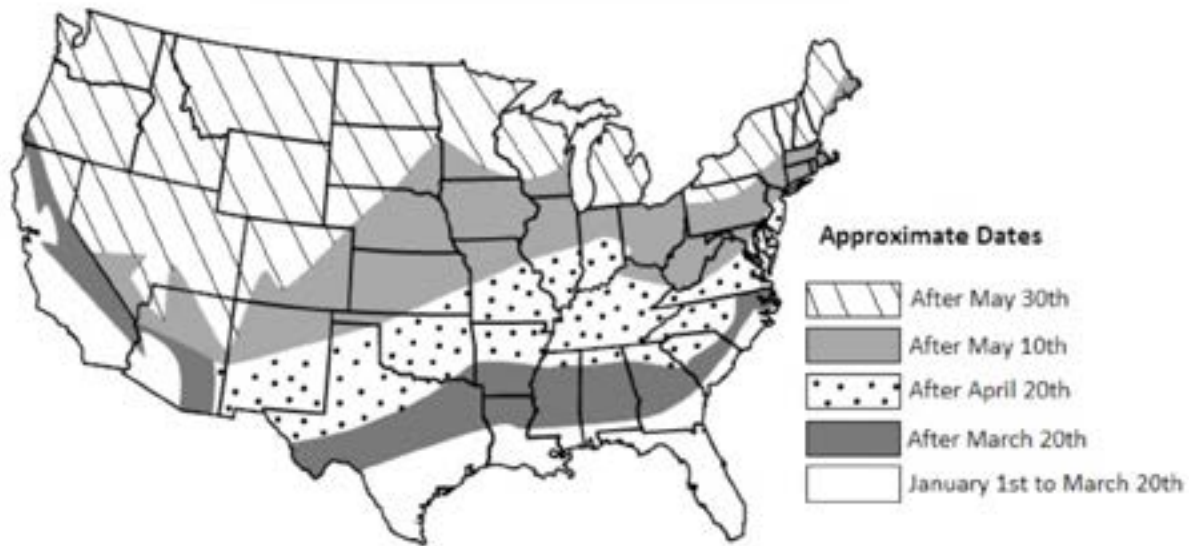 Approximate Dates
After May 30th
After May 10th
After April 20th
After March 20th
January 1st to March 20th